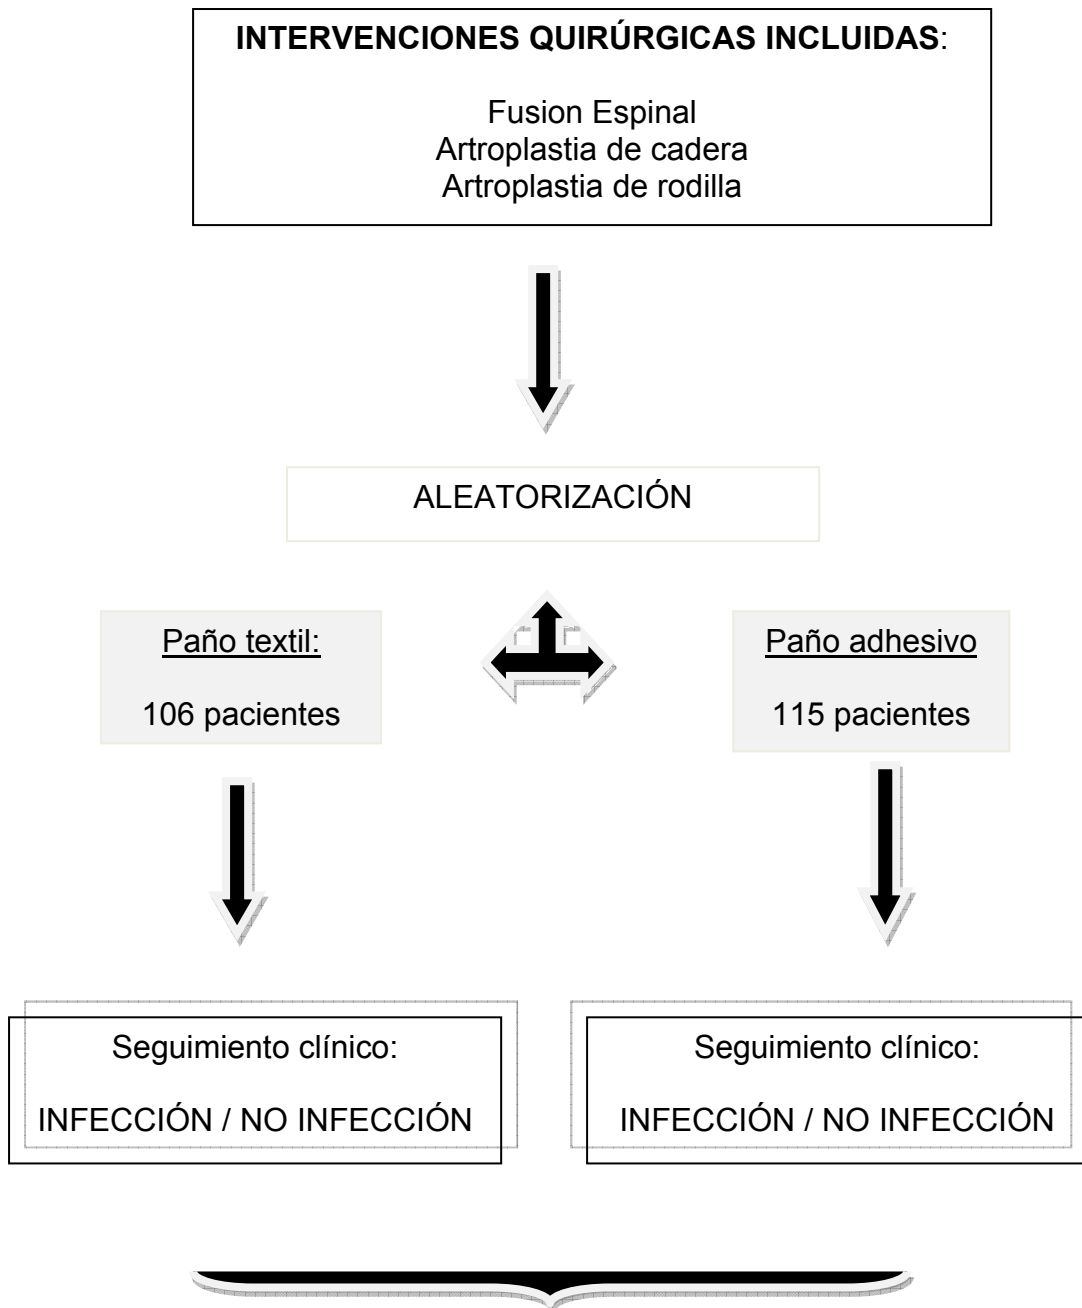 INTERVENCIONES QUIRÚRGICAS INCLUIDAS:
Fusion Espinal
Artroplastia de cadera
Artroplastia de rodilla
ALEATORIZACIÓN
Paño textil:
106 pacientes
Paño adhesivo
115 pacientes
Seguimiento clínico:
INFECCIÓN / NO INFECCIÓN
Seguimiento clínico:
INFECCIÓN / NO INFECCIÓN